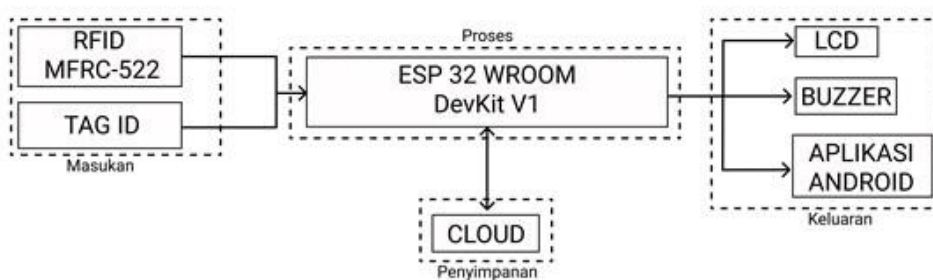 RFID
MFRC-522
TAG ID
Masukan
Proses
ESP 32 WROOM
DevKit V1
CLOUD
Penyimpanan
LCD
BUZZER
APLIKASI
ANDROID
Keluaran